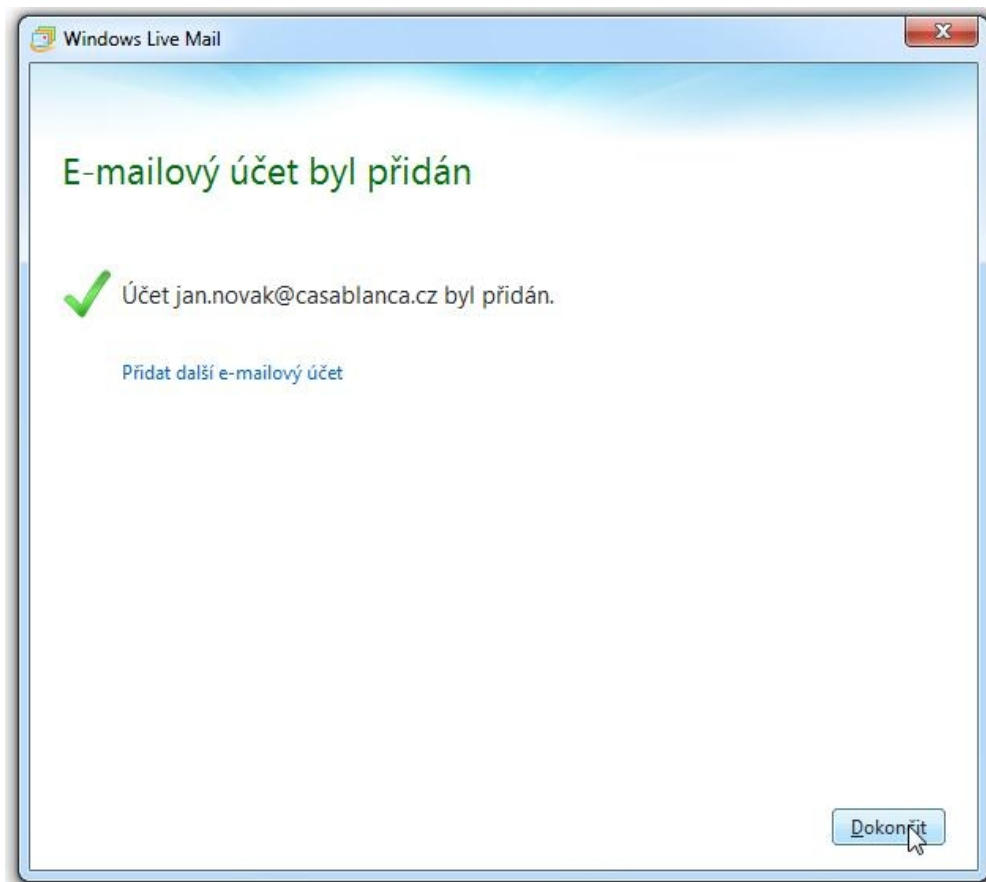 Windows Live Mail
E-mailový účet byl přidán
Účet jan.novak@casablanca.cz byl přidán.
Přidat další e-mailový účet
Dokončit